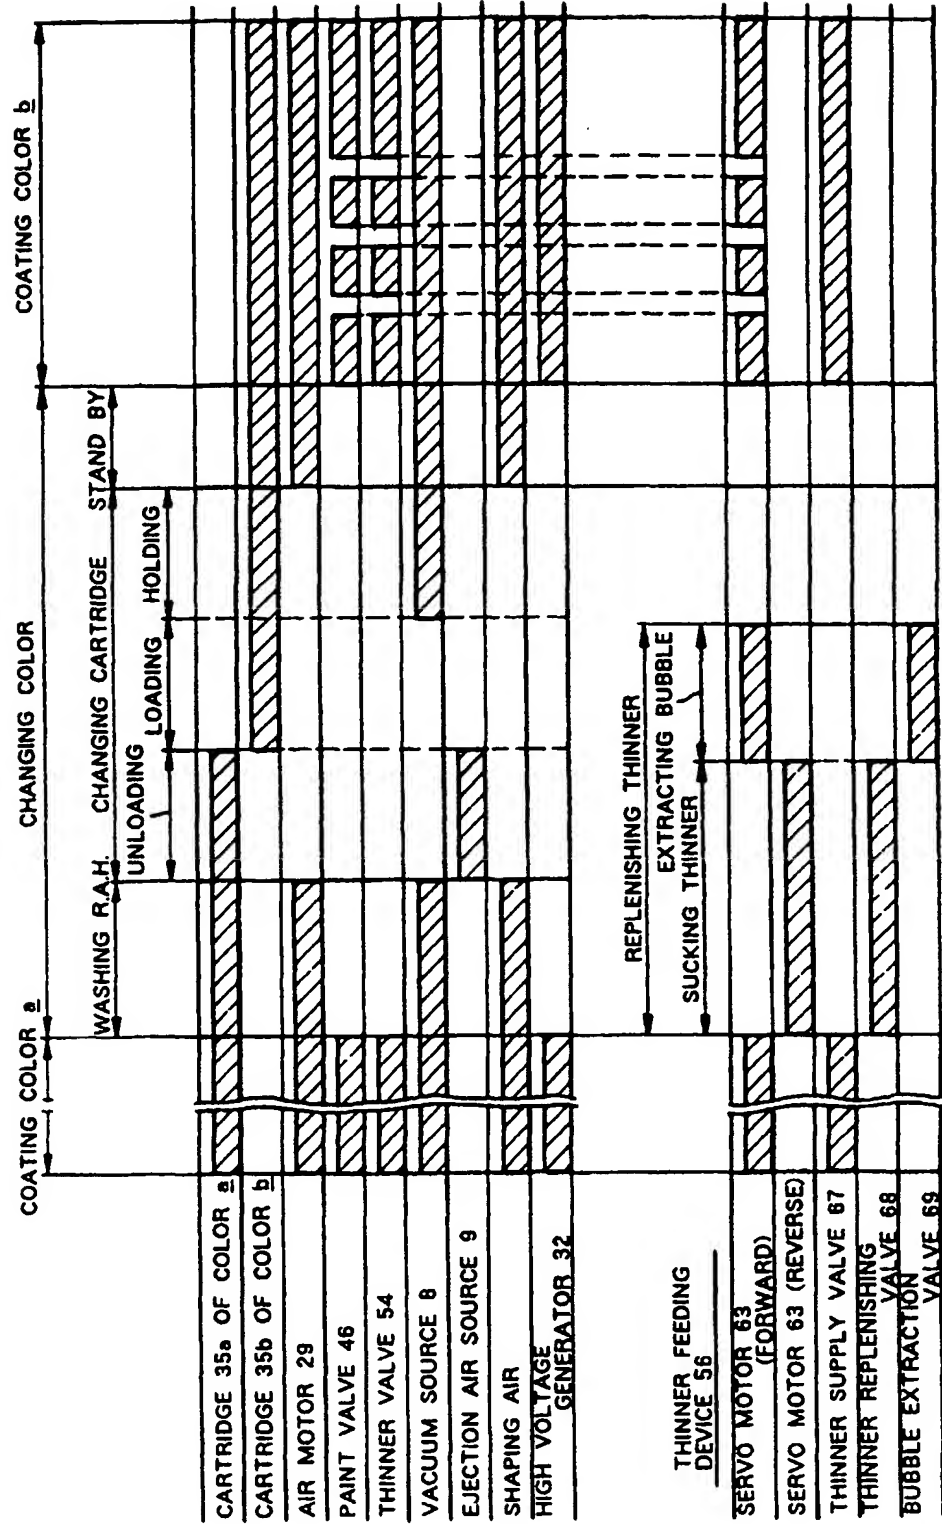 COATING COLOR a
CHANGING COLOR
COATING COLOR b
WASHING R.A.H.
CHANGING CARTRIDGE
STAND BY
UNLOADING
LOADING
HOLDING
CARTRIDGE 35a OF COLOR a
CARTRIDGE 35b OF COLOR b
AIR MOTOR 29
PAINT VALVE 46
THINNER VALVE 54
VACUUM SOURCE 8
EJECTION AIR SOURCE 9
SHAPING AIR
HIGH VOLTAGE
GENERATOR 32
REPLENISHING THINNER
EXTRACTING BUBBLE
SUCKING THINNER
THINNER FEEDING
DEVICE 56
SERVO MOTOR 63
(FORWARD)
SERVO MOTOR 63 (REVERSE)
THINNER SUPPLY VALVE 67
THINNER REPLENISHING
VALVE 68
BUBBLE EXTRACTION
VALVE 69